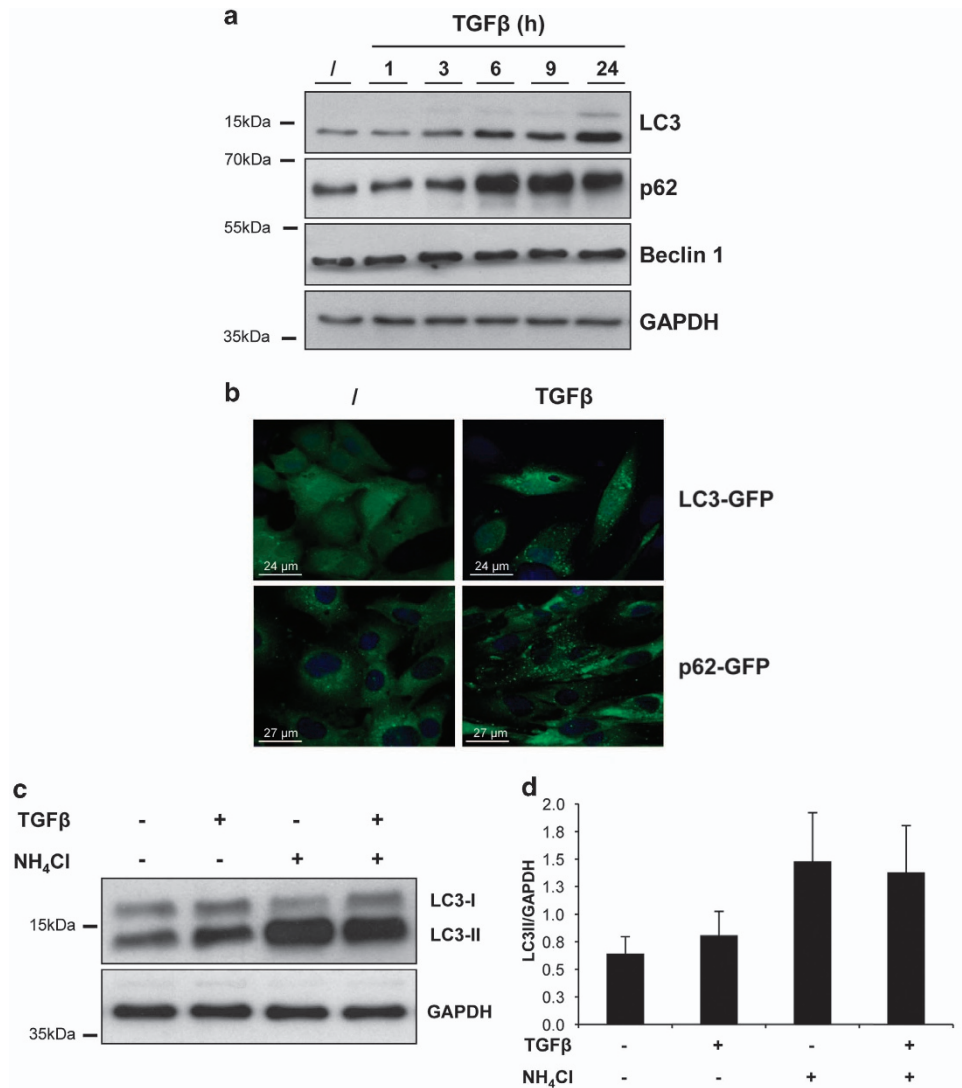 a
TGFβ (h)
/ 1 3 6 9 24
15kDa
LC3
70kDa
p62
55kDa
Beclin 1
GAPDH
35kDa
b
/ TGFβ
LC3-GFP
24 µm 24 µm
p62-GFP
27 µm 27 µm
c
TGFβ - + - +
NH₄Cl - - + +
LC3-I
15kDa
LC3-II
GAPDH
35kDa
d
2.0
1.8
1.5
1.3
1.0
0.8
0.5
0.3
0.0
LC3II/GAPDH
TGFβ - + - +
NH₄Cl - - + +